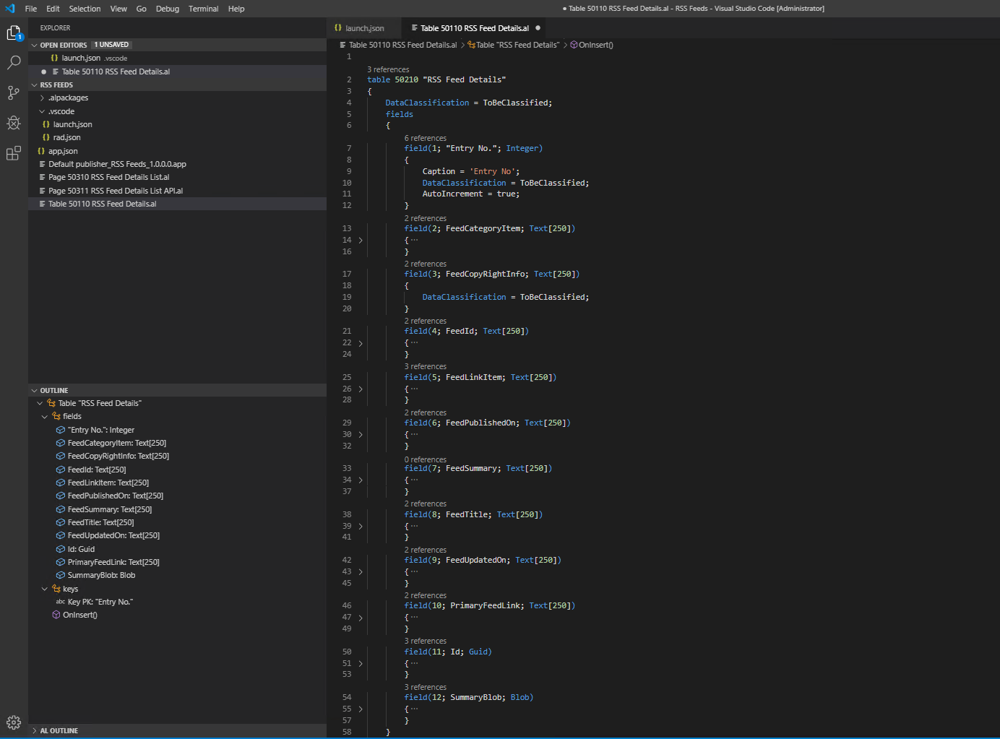 File Edit Selection View Go Debug Terminal Help
● Table 50110 RSS Feed Details.al - RSS Feeds - Visual Studio Code [Administrator]
1
EXPLORER
OPEN EDITORS 1 UNSAVED
{} launch.json .vscode
● Table 50110 RSS Feed Details.al
RSS FEEDS
.alpackages
.vscode
{} launch.json
{} rad.json
{} app.json
Default publisher_RSS Feeds_1.0.0.0.app
Page 50310 RSS Feed Details List.al
Page 50311 RSS Feed Details List API.al
Table 50110 RSS Feed Details.al
OUTLINE
Table "RSS Feed Details"
fields
"Entry No.": Integer
FeedCategoryItem: Text[250]
FeedCopyRightInfo: Text[250]
FeedId: Text[250]
FeedLinkItem: Text[250]
FeedPublishedOn: Text[250]
FeedSummary: Text[250]
FeedTitle: Text[250]
FeedUpdatedOn: Text[250]
Id: Guid
PrimaryFeedLink: Text[250]
SummaryBlob: Blob
keys
abc Key PK: "Entry No."
OnInsert()
AL OUTLINE
{} launch.json
Table 50110 RSS Feed Details.al ●
Table 50110 RSS Feed Details.al > Table "RSS Feed Details" > OnInsert()
1
3 references
2 table 50210 "RSS Feed Details"
3 {
4 DataClassification = ToBeClassified;
5 fields
6 {
6 references
7 field(1; "Entry No."; Integer)
8 {
9 Caption = 'Entry No';
10 DataClassification = ToBeClassified;
11 AutoIncrement = true;
12 }
2 references
13 field(2; FeedCategoryItem; Text[250])
14 > { ···
16 }
2 references
17 field(3; FeedCopyRightInfo; Text[250])
18 {
19 DataClassification = ToBeClassified;
20 }
2 references
21 field(4; FeedId; Text[250])
22 > { ···
24 }
3 references
25 field(5; FeedLinkItem; Text[250])
26 > { ···
28 }
2 references
29 field(6; FeedPublishedOn; Text[250])
30 > { ···
32 }
0 references
33 field(7; FeedSummary; Text[250])
34 > { ···
37 }
2 references
38 field(8; FeedTitle; Text[250])
39 > { ···
41 }
2 references
42 field(9; FeedUpdatedOn; Text[250])
43 > { ···
45 }
2 references
46 field(10; PrimaryFeedLink; Text[250])
47 > { ···
49 }
3 references
50 field(11; Id; Guid)
51 > { ···
53 }
3 references
54 field(12; SummaryBlob; Blob)
55 > { ···
57 }
58 }